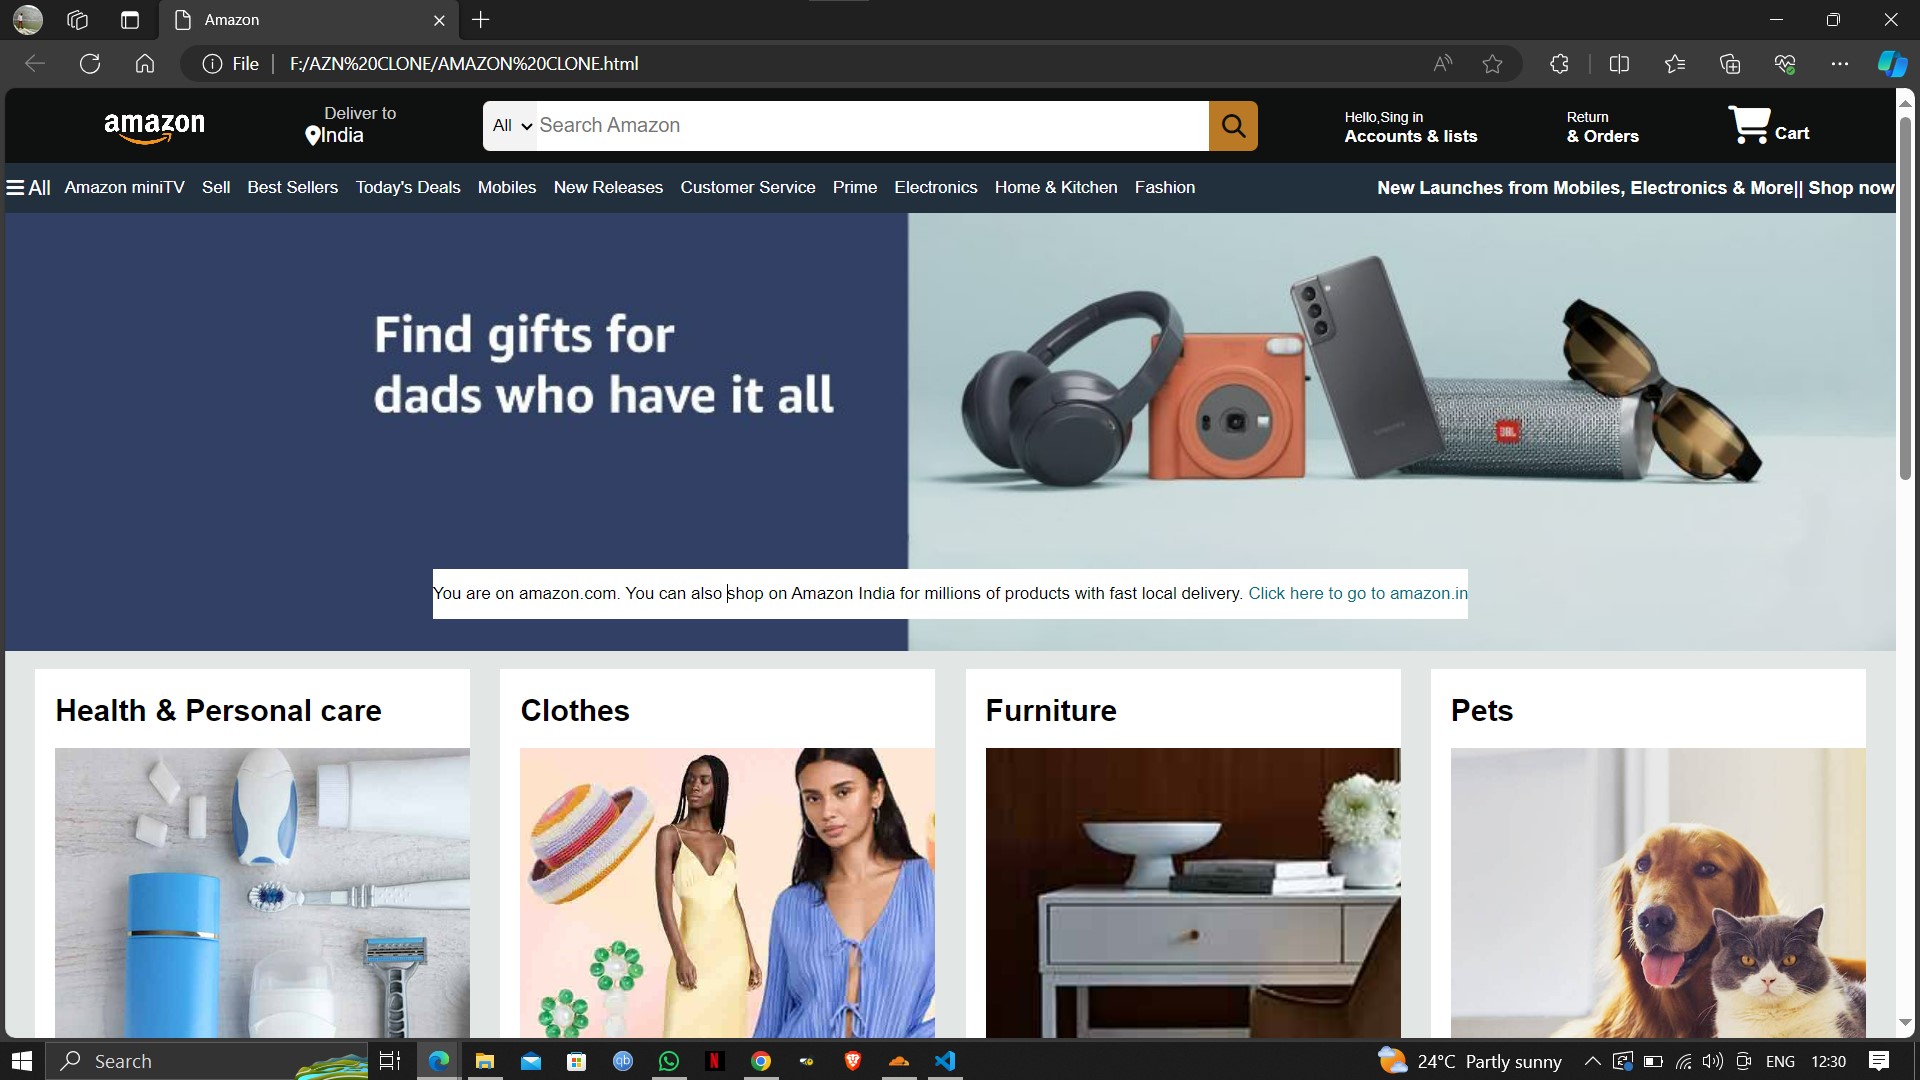 Amazon
File F:/AZN%20CLONE/AMAZON%20CLONE.html
amazon
Deliver to
India
All Search Amazon
Hello,Sing in
Accounts & lists
Return
& Orders
Cart
All Amazon miniTV Sell Best Sellers Today's Deals Mobiles New Releases Customer Service Prime Electronics Home & Kitchen Fashion New Launches from Mobiles, Electronics & More|| Shop now
Find gifts for
dads who have it all
SAMSUNG
JBL
You are on amazon.com. You can also shop on Amazon India for millions of products with fast local delivery. Click here to go to amazon.in
Health & Personal care
Clothes
Furniture
Pets
Search
24°C Partly sunny
ENG
12:30